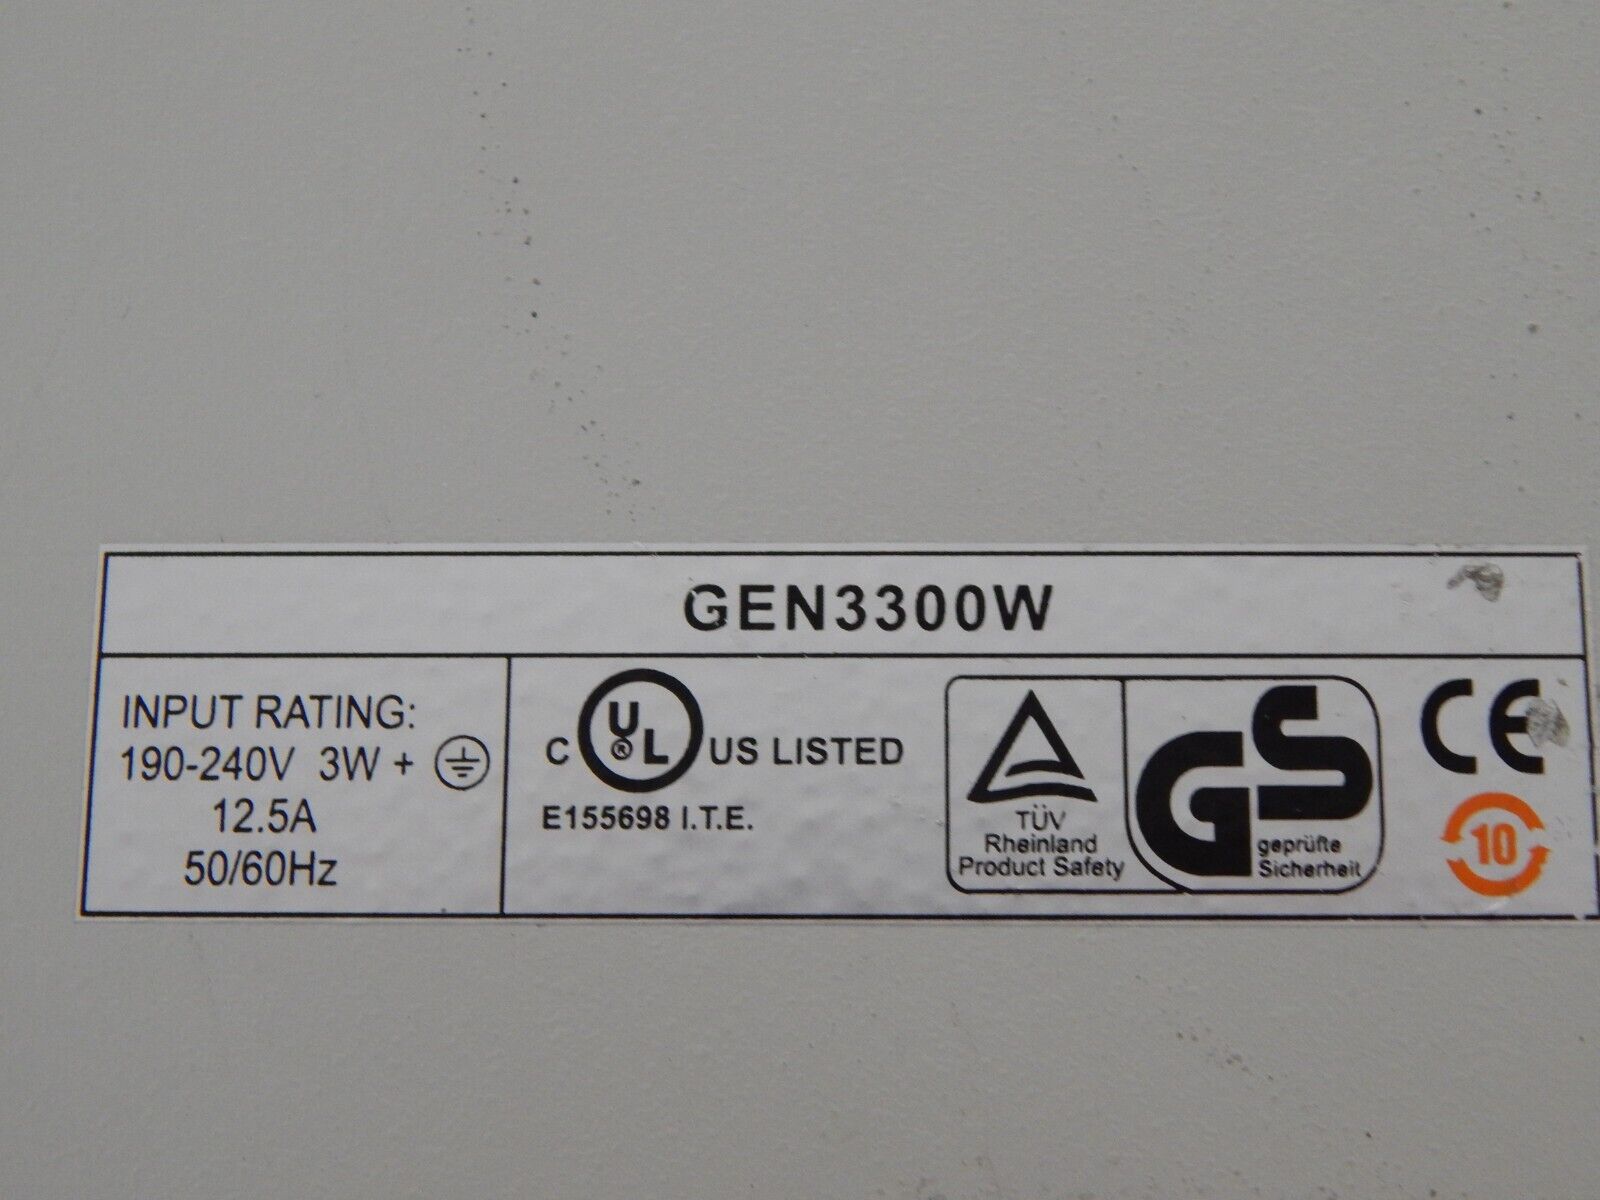 GEN3300W
INPUT RATING:
190-240V 3W +
12.5A
50/60Hz
C UL® US LISTED
E155698 I.T.E.
TÜV
Rheinland
Product Safety
GS
geprüfte
Sicherheit
CE
10